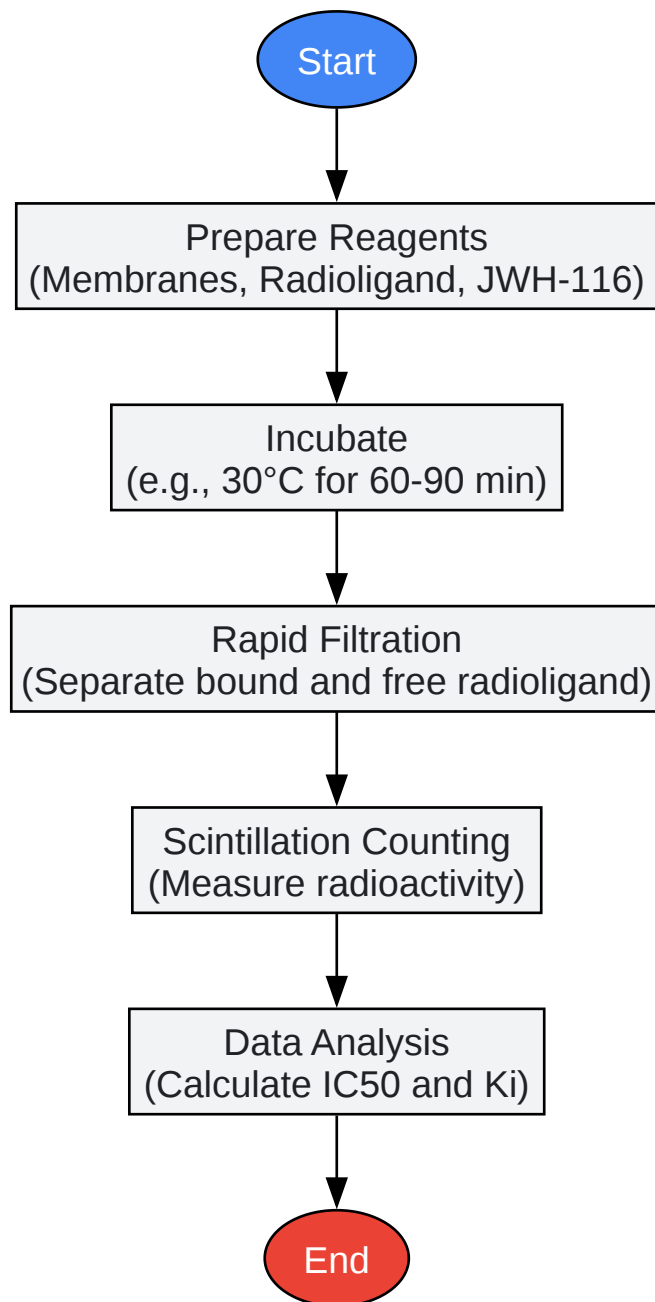 Start
Prepare Reagents
(Membranes, Radioligand, JWH-116)
Incubate
(e.g., 30°C for 60-90 min)
Rapid Filtration
(Separate bound and free radioligand)
Scintillation Counting
(Measure radioactivity)
Data Analysis
(Calculate IC50 and Ki)
End